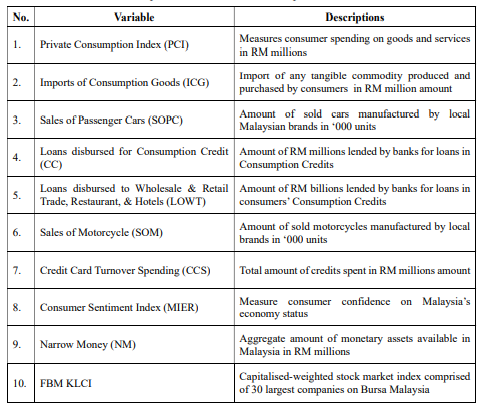 No. Variable Descriptions
1. Private Consumption Index (PCI) Measures consumer spending on goods and services
in RM millions
2. Imports of Consumption Goods (ICG) Import of any tangible commodity produced and
purchased by consumers in RM million amount
3. Sales of Passenger Cars (SOPC) Amount of sold cars manufactured by local
Malaysian brands in ‘000 units
4. Loans disbursed for Consumption Credit
(CC)
Amount of RM millions lended by banks for loans in
Consumption Credits
5. Loans disbursed to Wholesale & Retail
Trade, Restaurant, & Hotels (LOWT)
Amount of RM billions lended by banks for loans in
consumers’ Consumption Credits
6. Sales of Motorcycle (SOM) Amount of sold motorcycles manufactured by local
brands in ‘000 units
7. Credit Card Turnover Spending (CCS) Total amount of credits spent in RM millions amount
8. Consumer Sentiment Index (MIER) Measure consumer confidence on Malaysia’s
economy status
9. Narrow Money (NM) Aggregate amount of monetary assets available in
Malaysia in RM millions
10. FBM KLCI Capitalised-weighted stock market index comprised
of 30 largest companies on Bursa Malaysia